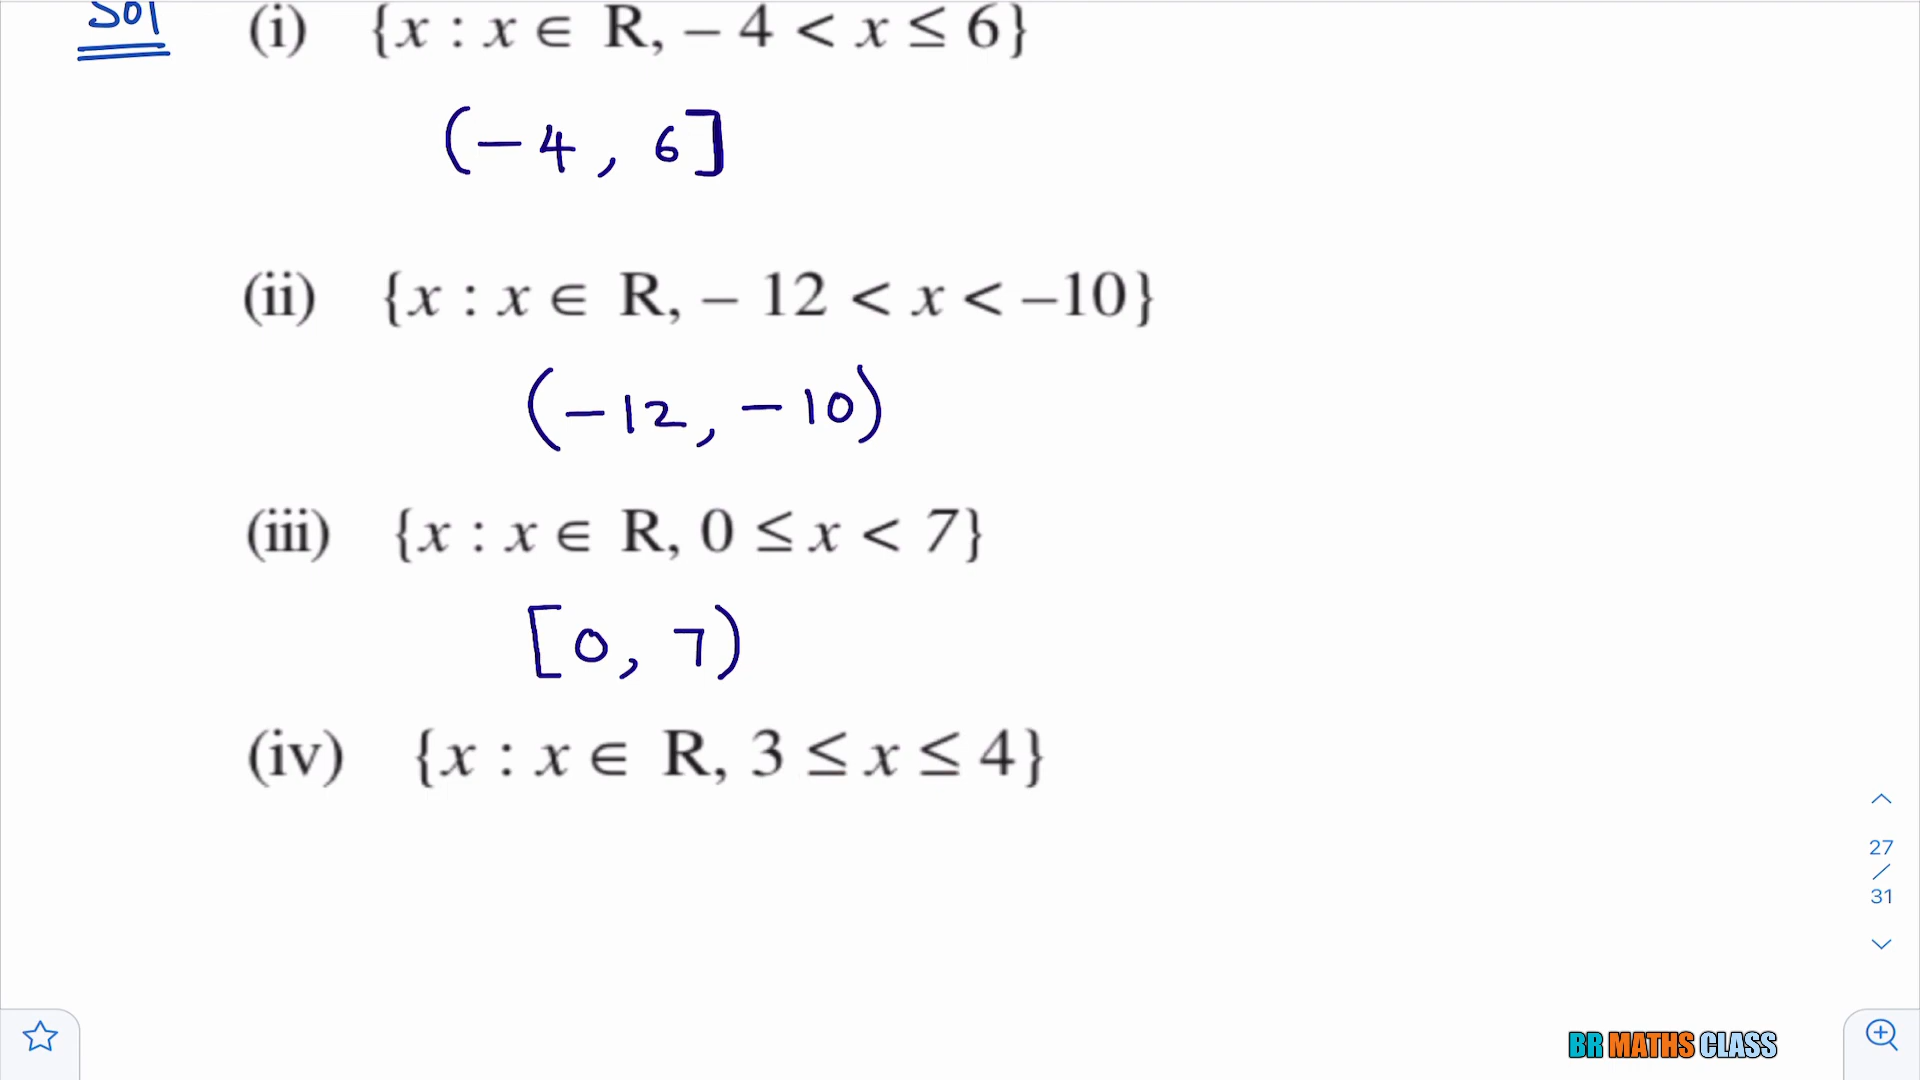 Sol
(i) {x : x ∈ R, – 4 < x ≤ 6}
(-4, 6]
(ii) {x : x ∈ R, – 12 < x < –10}
(-12, -10)
(iii) {x : x ∈ R, 0 ≤ x < 7}
[0, 7)
(iv) {x : x ∈ R, 3 ≤ x ≤ 4}
27
/
31
BR MATHS CLASS